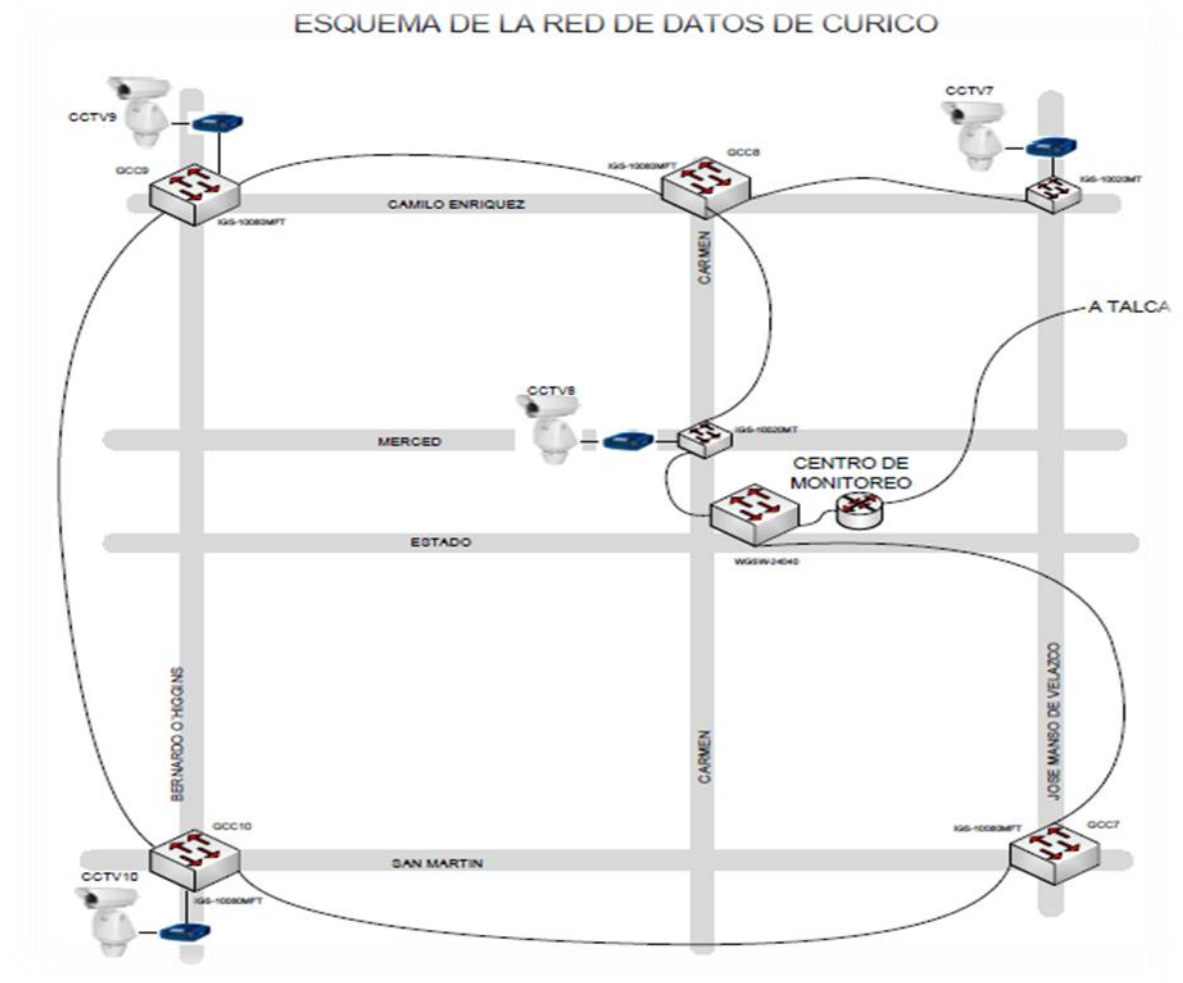 ESQUEMA DE LA RED DE DATOS DE CURICO
CCTV9
CCTV7
GCC9
IGS-10080MFT
GCC8
IGS-10020MT
IGS-10080MFT
CAMILO ENRIQUEZ
CARMEN
A TALCA
CCTV8
IGS-10020MT
MERCED
CENTRO DE
MONITOREO
ESTADO
WGSW-24040
BERNARDO O'HIGGINS
CARMEN
JOSE MANSO DE VELAZCO
GCC10
IGS-10080MFT
GCC7
SAN MARTIN
CCTV10
IGS-10080MFT